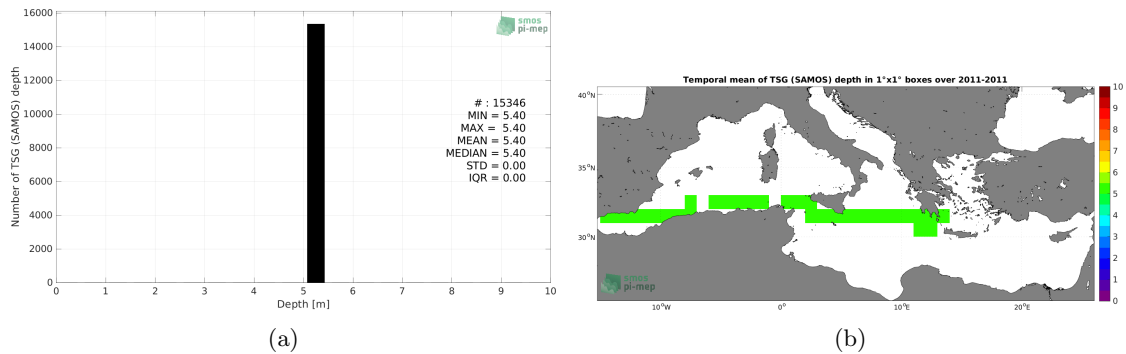 16000
14000
12000
10000
8000
6000
4000
2000
0
Number of TSG (SAMOS) depth
smos
pi-mep
# : 15346
MIN = 5.40
MAX = 5.40
MEAN = 5.40
MEDIAN = 5.40
STD = 0.00
IQR = 0.00
0 1 2 3 4 5 6 7 8 9 10
Depth [m]
(a)
Temporal mean of TSG (SAMOS) depth in 1°x1° boxes over 2011-2011
40°N
35°N
30°N
10°W 0° 10°E 20°E
smos
pi-mep
10
9
8
7
6
5
4
3
2
1
0
(b)